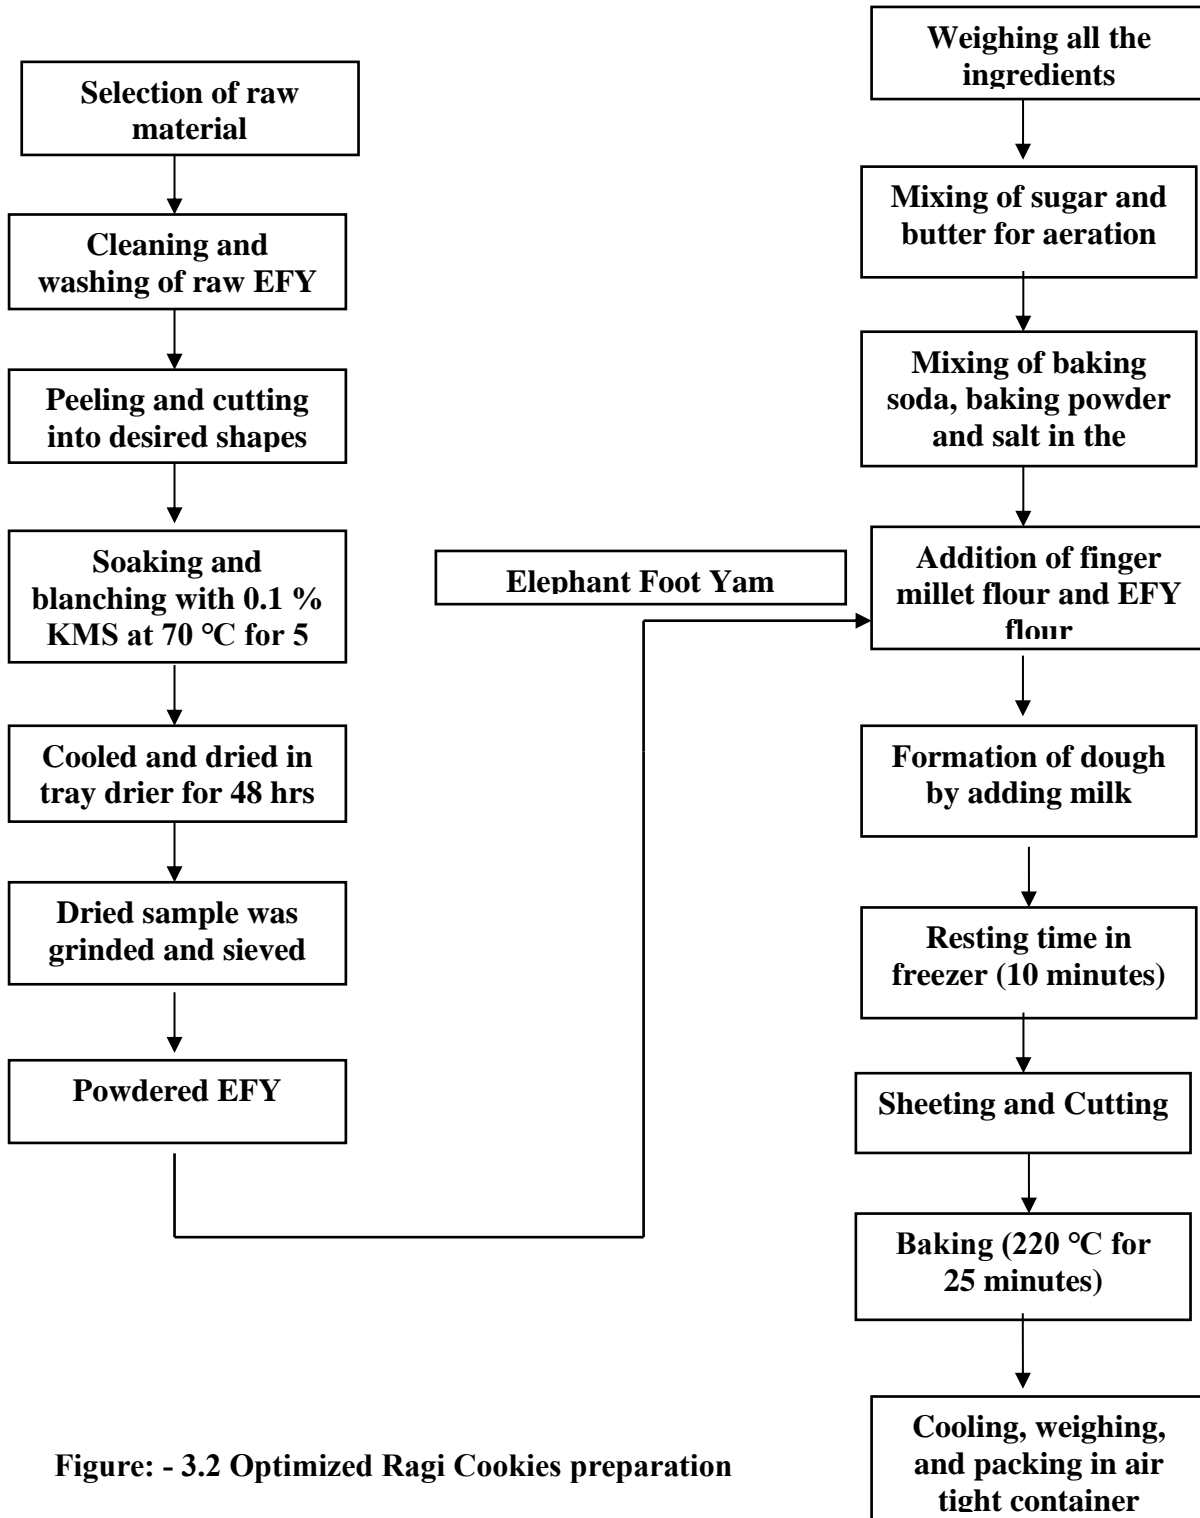 Selection of raw
material
Cleaning and
washing of raw EFY
Peeling and cutting
into desired shapes
Soaking and
blanching with 0.1 %
KMS at 70 °C for 5
Cooled and dried in
tray drier for 48 hrs
Dried sample was
grinded and sieved
Powdered EFY
Elephant Foot Yam
Weighing all the
ingredients
Mixing of sugar and
butter for aeration
Mixing of baking
soda, baking powder
and salt in the
Addition of finger
millet flour and EFY
flour
Formation of dough
by adding milk
Resting time in
freezer (10 minutes)
Sheeting and Cutting
Baking (220 °C for
25 minutes)
Cooling, weighing,
and packing in air
tight container
Figure: - 3.2 Optimized Ragi Cookies preparation